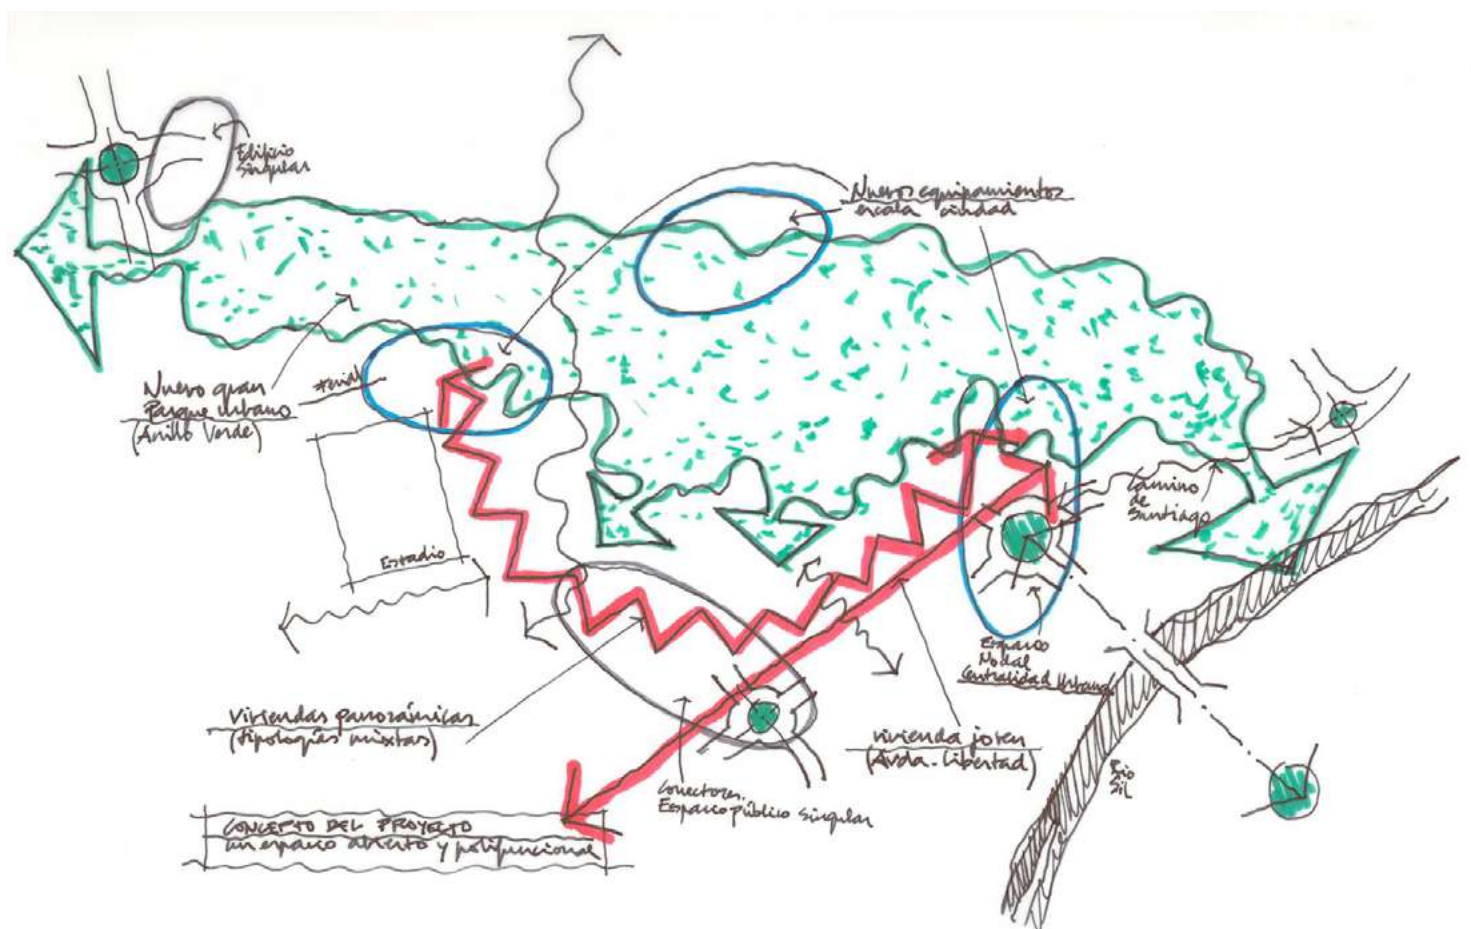 Edificio
Singular
Nuevos equipamientos
escala ciudad
Nuevo gran
Parque urbano
(Anillo Verde)
Ferial
Camino
de
Santiago
Estadio
Espacio
Nodal
Centralidad Urbana
Viviendas panorámicas
(tipologías mixtas)
vivienda joven
(Avda. Libertad)
Río
Sil
Conectores.
Espacio público Singular
CONCEPTO DEL PROYECTO
un espacio abierto y polifuncional